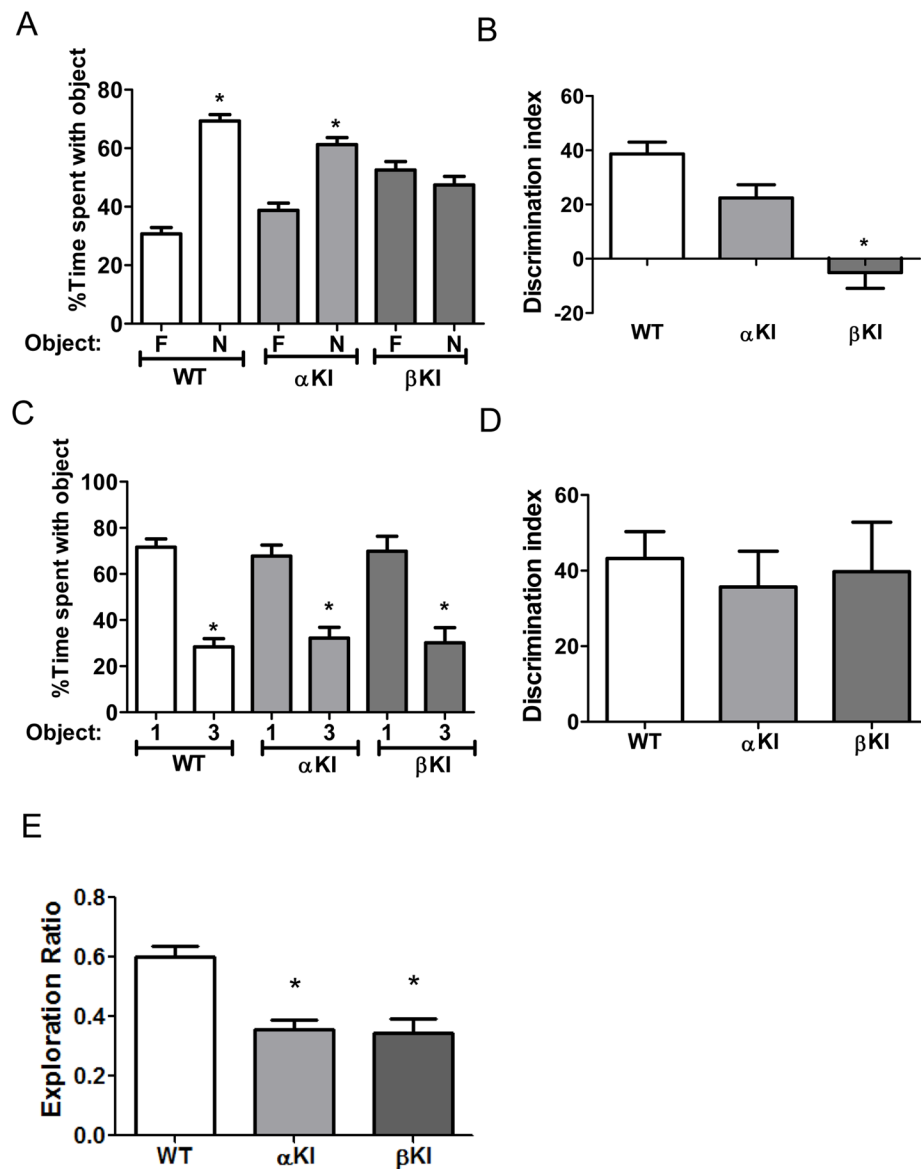 A
%Time spent with object
80
60
40
20
0
* *
Object: F N F N F N
WT αKI βKI
B
Discrimination index
60
40
20
0
-20
*
WT αKI βKI
C
%Time spent with object
100
80
60
40
20
0
* * *
Object: 1 3 1 3 1 3
WT αKI βKI
D
Discrimination index
60
40
20
0
WT αKI βKI
E
Exploration Ratio
0.8
0.6
0.4
0.2
0.0
* *
WT αKI βKI